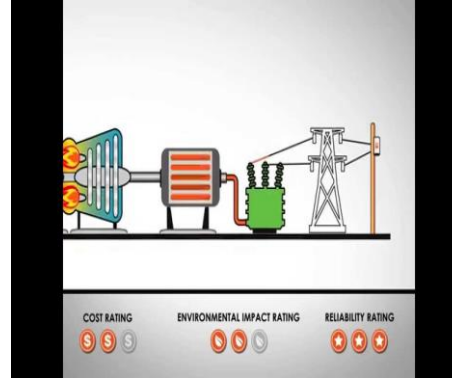 COST RATING
ENVIRONMENTAL IMPACT RATING
RELIABILITY RATING
$ $ $